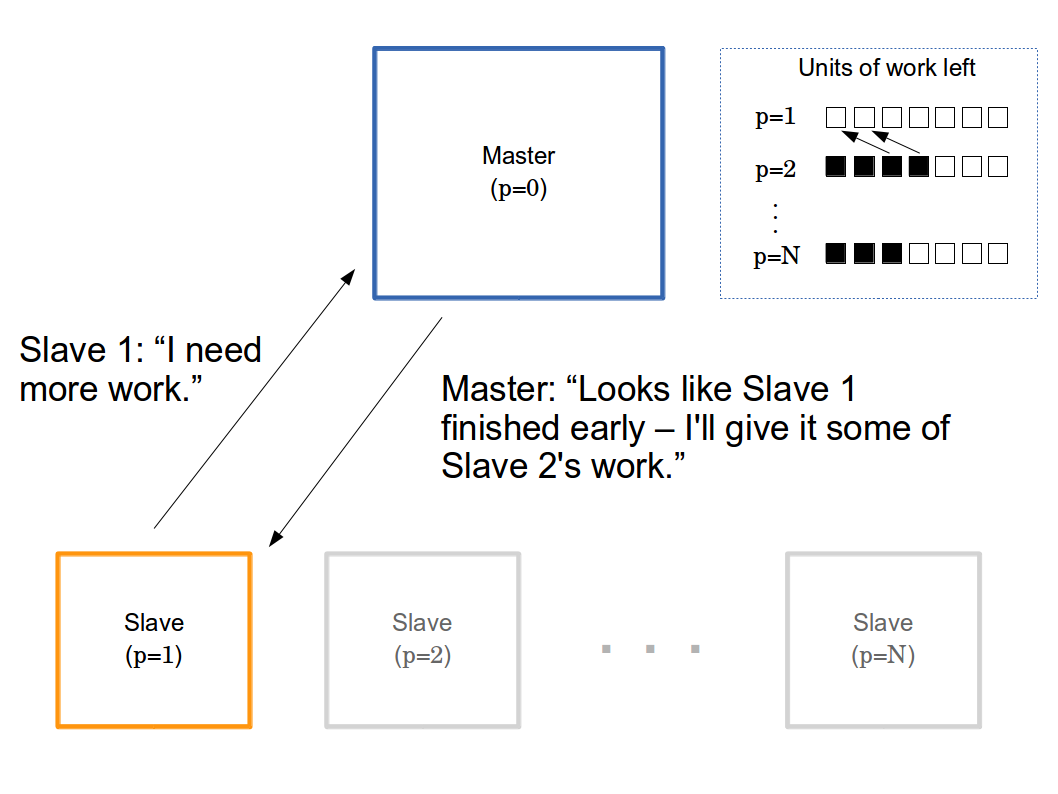 Units of work left
p=1
p=2
p=N
Master
(p=0)
Slave 1: “I need
more work.”
Master: “Looks like Slave 1
finished early – I'll give it some of
Slave 2's work.”
Slave
(p=1)
Slave
(p=2)
. . .
Slave
(p=N)